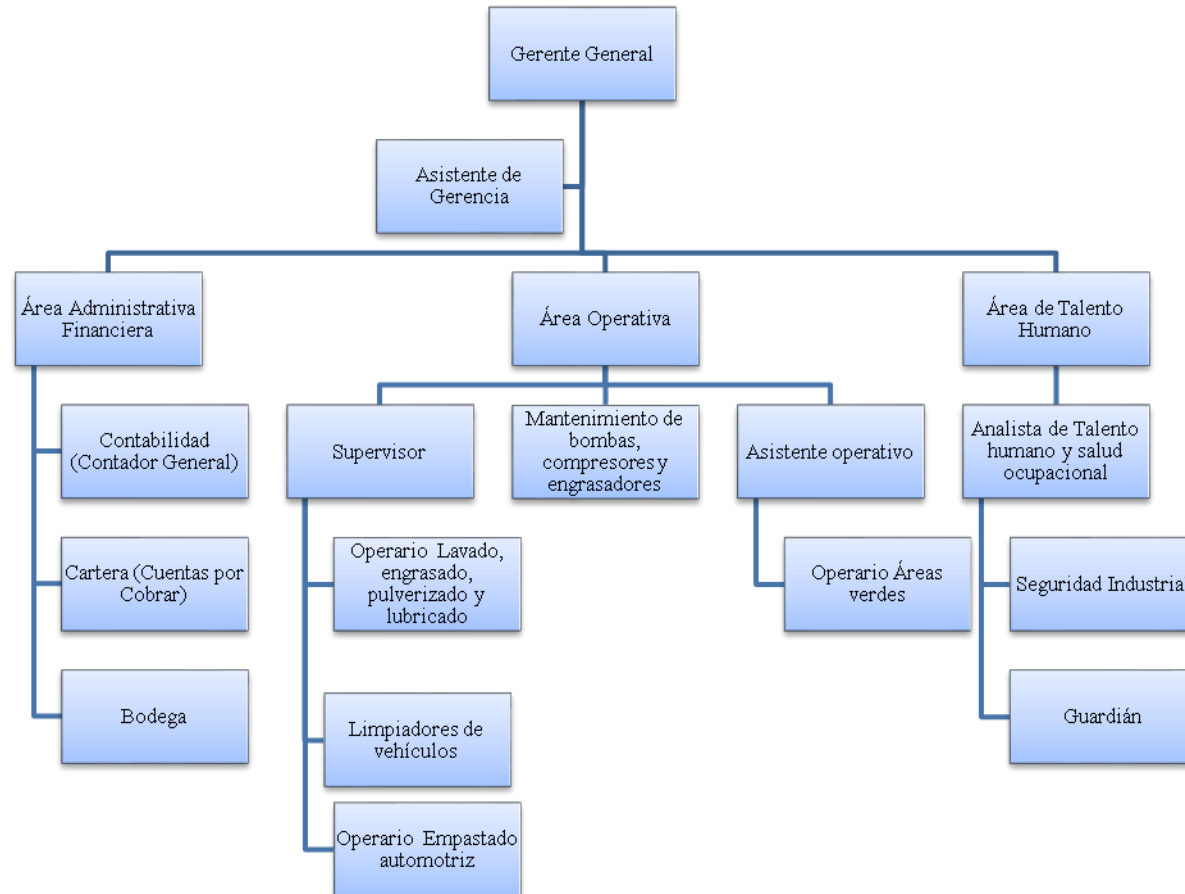 Gerente General
Asistente de
Gerencia
Área Administrativa
Financiera
Área Operativa
Área de Talento
Humano
Contabilidad
(Contador General)
Cartera (Cuentas por
Cobrar)
Bodega
Supervisor
Mantenimiento de
bombas,
compresores y
engrasadores
Asistente operativo
Analista de Talento
humano y salud
ocupacional
Operario Lavado,
engrasado,
pulverizado y
lubricado
Limpiadores de
vehículos
Operario Empastado
automotriz
Operario Áreas
verdes
Seguridad Industrial
Guardián